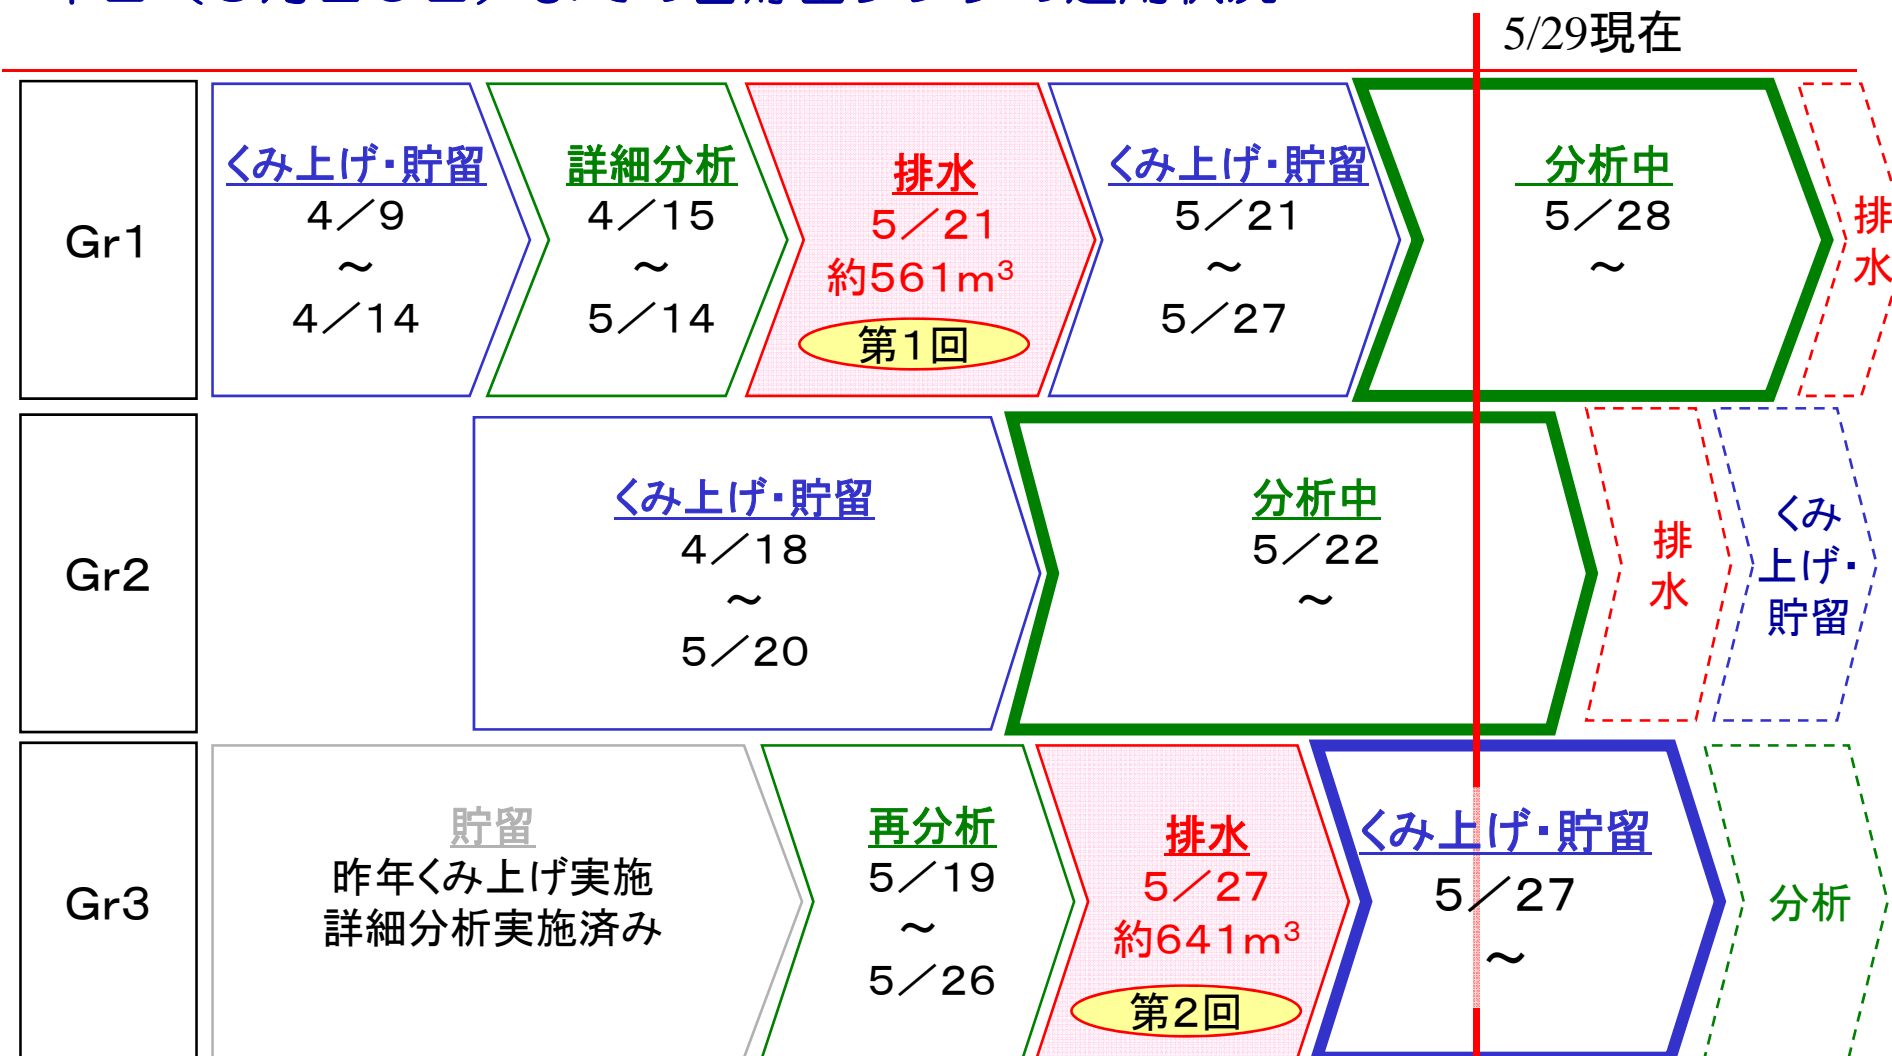 5/29現在
Gr1
くみ上げ・貯留
4/9
~
4/14
詳細分析
4/15
~
5/14
排水
5/21
約561m³
第1回
くみ上げ・貯留
5/21
~
5/27
分析中
5/28
~
排
水
Gr2
くみ上げ・貯留
4/18
~
5/20
分析中
5/22
~
排
水
くみ
上げ・
貯留
Gr3
貯留
昨年くみ上げ実施
詳細分析実施済み
再分析
5/19
~
5/26
排水
5/27
約641m³
第2回
くみ上げ・貯留
5/27
~
分析